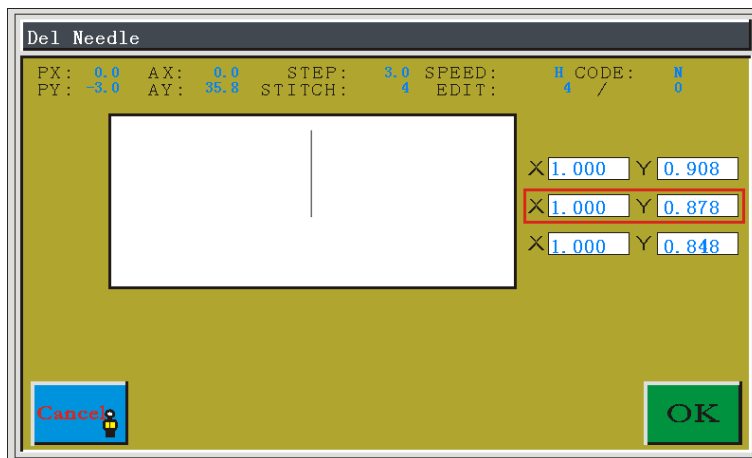 Del Needle
PX: 0.0 AX: 0.0 STEP: 3.0 SPEED: H CODE: N
PY: -3.0 AY: 35.8 STITCH: 4 EDIT: 4 / 0
X 1.000 Y 0.908
X 1.000 Y 0.878
X 1.000 Y 0.848
Cancel
OK